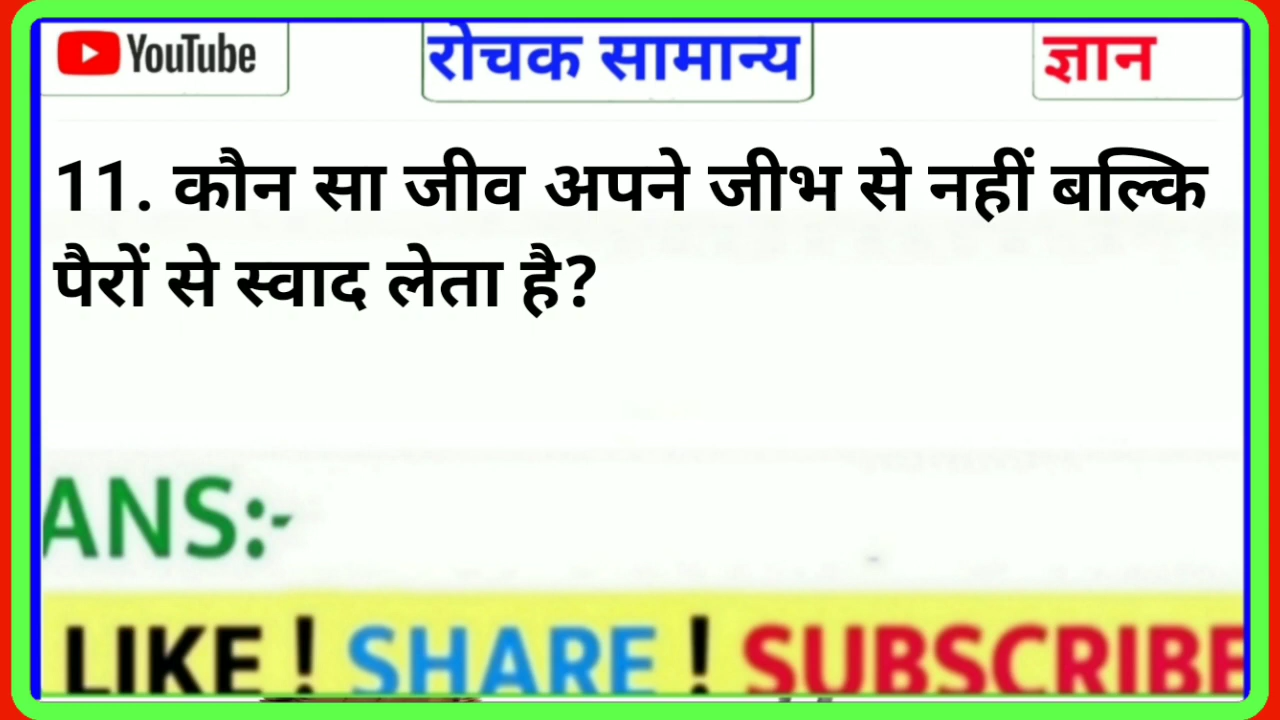 YouTube रोचक सामान्य ज्ञान
11. कौन सा जीव अपने जीभ से नहीं बल्कि
पैरों से स्वाद लेता है?
ANS:-
LIKE ! SHARE ! SUBSCRIBE